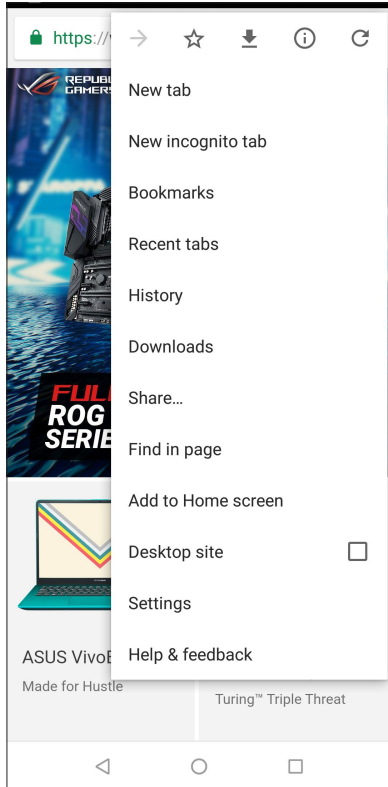 https://
REPUBL
GAMERS
New tab
New incognito tab
Bookmarks
Recent tabs
History
Downloads
Share…
Find in page
Add to Home screen
Desktop site
Settings
Help & feedback
FUL
ROG
SERIE
ASUS VivoB
Made for Hustle
Turing™ Triple Threat